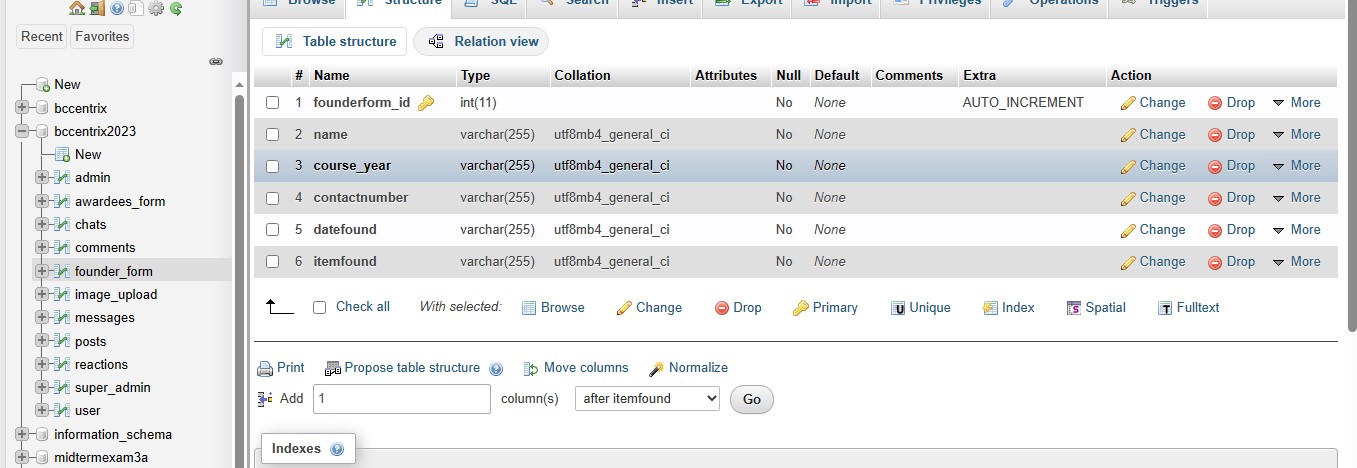 Browse Structure SQL Search Insert Export Import Privileges Operations Triggers
Recent Favorites
Table structure Relation view
# Name Type Collation Attributes Null Default Comments Extra Action
1 founderform_id int(11) No None AUTO_INCREMENT Change Drop More
2 name varchar(255) utf8mb4_general_ci No None Change Drop More
3 course_year varchar(255) utf8mb4_general_ci No None Change Drop More
4 contactnumber varchar(255) utf8mb4_general_ci No None Change Drop More
5 datefound varchar(255) utf8mb4_general_ci No None Change Drop More
6 itemfound varchar(255) utf8mb4_general_ci No None Change Drop More
Check all With selected: Browse Change Drop Primary U Unique Index S Spatial T Fulltext
Print Propose table structure Move columns Normalize
Add 1 column(s) after itemfound Go
Indexes
New
bccentrix
bccentrix2023
New
admin
awardees_form
chats
comments
founder_form
image_upload
messages
posts
reactions
super_admin
user
information_schema
midtermexam3a